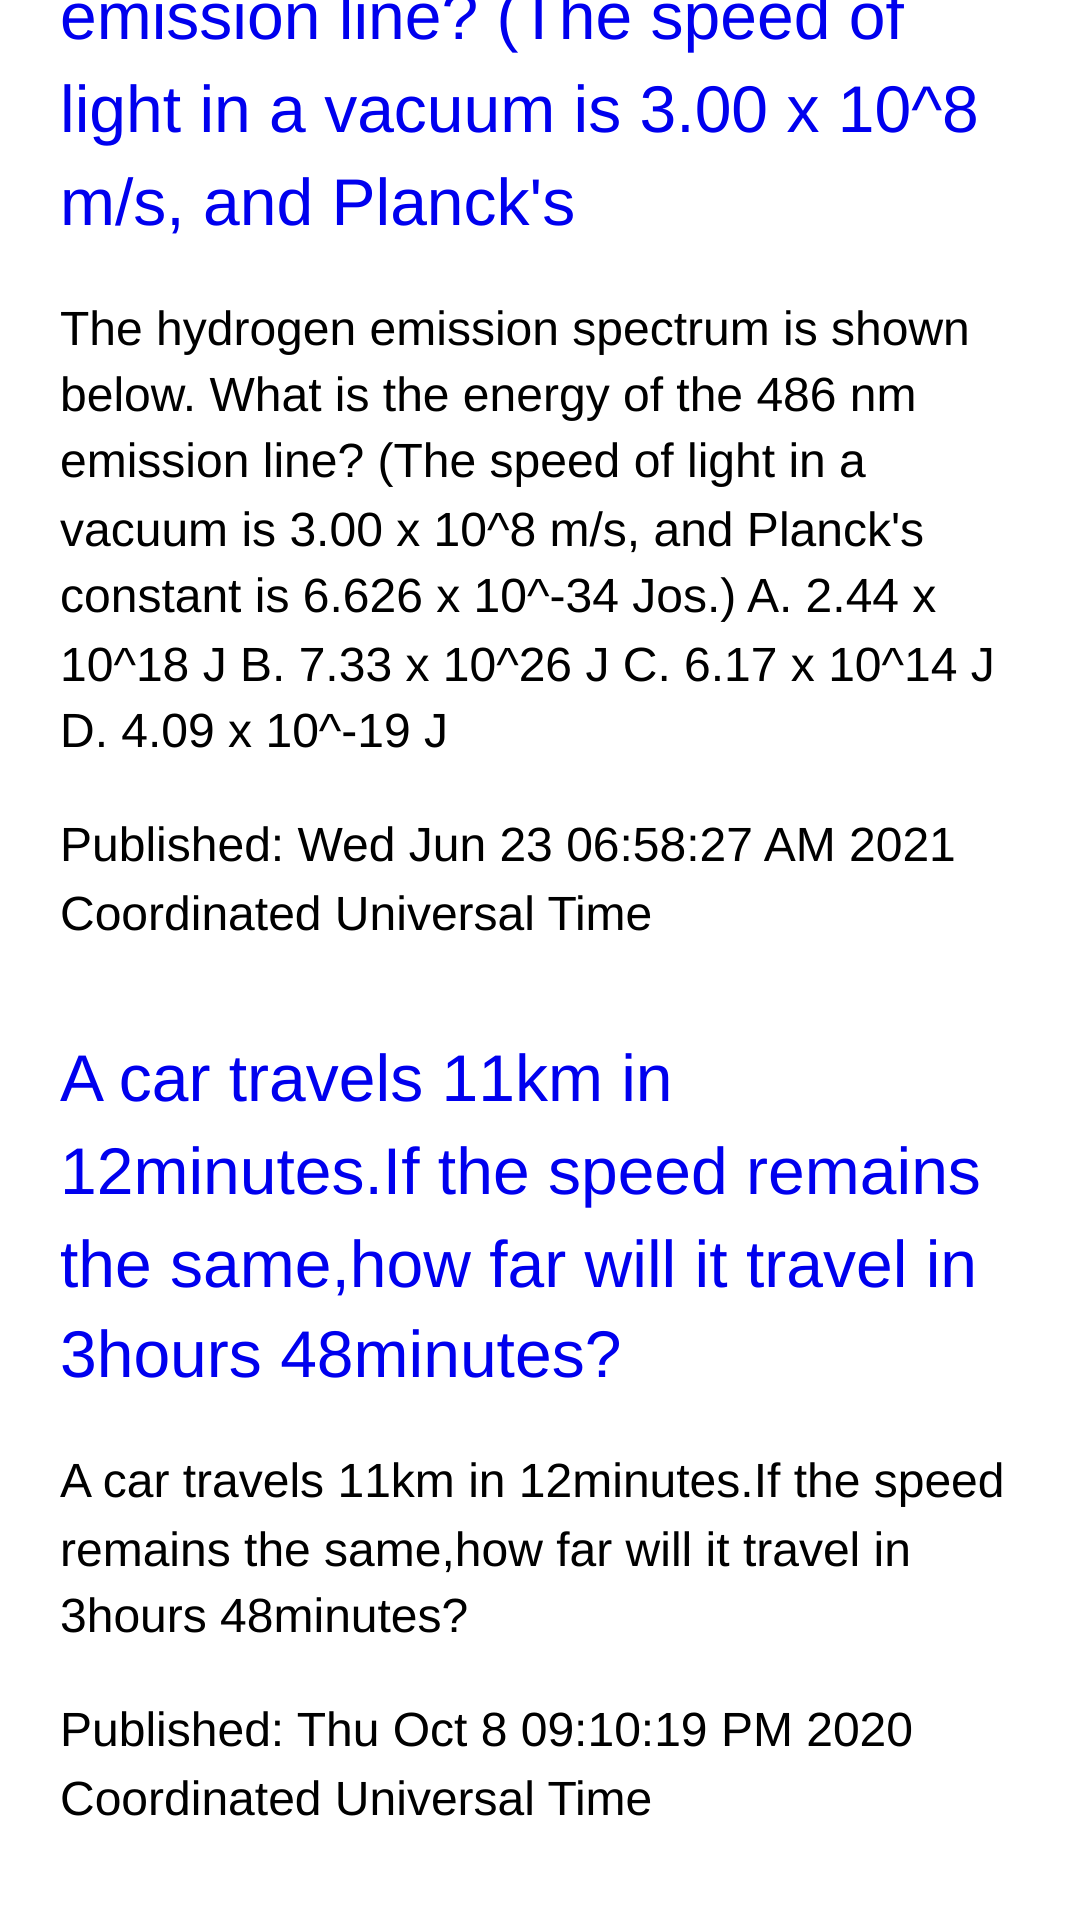 emission line? (The speed of
light in a vacuum is 3.00 x 10^8
m/s, and Planck's
The hydrogen emission spectrum is shown
below. What is the energy of the 486 nm
emission line? (The speed of light in a
vacuum is 3.00 x 10^8 m/s, and Planck's
constant is 6.626 x 10^-34 Jos.) A. 2.44 x
10^18 J B. 7.33 x 10^26 J C. 6.17 x 10^14 J
D. 4.09 x 10^-19 J
Published: Wed Jun 23 06:58:27 AM 2021
Coordinated Universal Time
A car travels 11km in
12minutes.If the speed remains
the same,how far will it travel in
3hours 48minutes?
A car travels 11km in 12minutes.If the speed
remains the same,how far will it travel in
3hours 48minutes?
Published: Thu Oct 8 09:10:19 PM 2020
Coordinated Universal Time